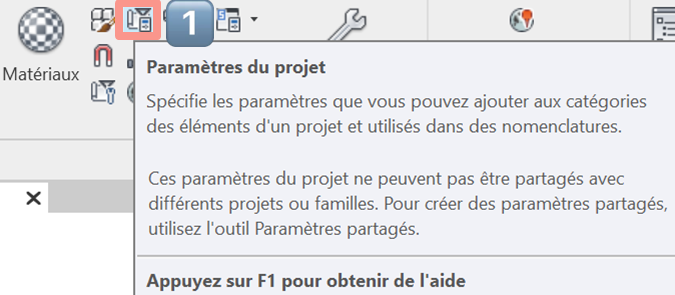 1
Matériaux
Paramètres du projet
Spécifie les paramètres que vous pouvez ajouter aux catégories
des éléments d'un projet et utilisés dans des nomenclatures.
Ces paramètres du projet ne peuvent pas être partagés avec
différents projets ou familles. Pour créer des paramètres partagés,
utilisez l'outil Paramètres partagés.
Appuyez sur F1 pour obtenir de l'aide